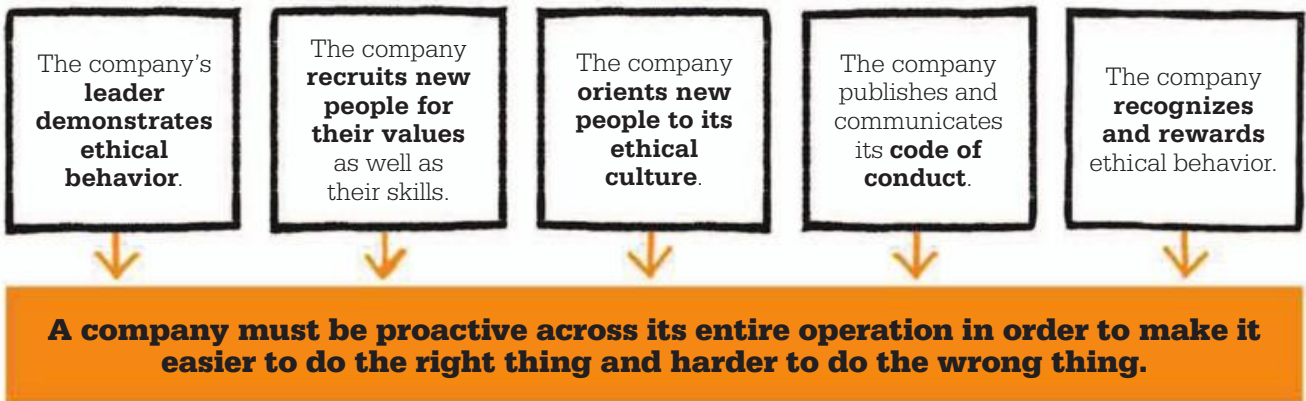 The company’s
leader
demonstrates
ethical
behavior.
The company
recruits new
people for
their values
as well as
their skills.
The company
orients new
people to its
ethical
culture.
The company
publishes and
communicates
its code of
conduct.
The company
recognizes
and rewards
ethical behavior.
A company must be proactive across its entire operation in order to make it
easier to do the right thing and harder to do the wrong thing.